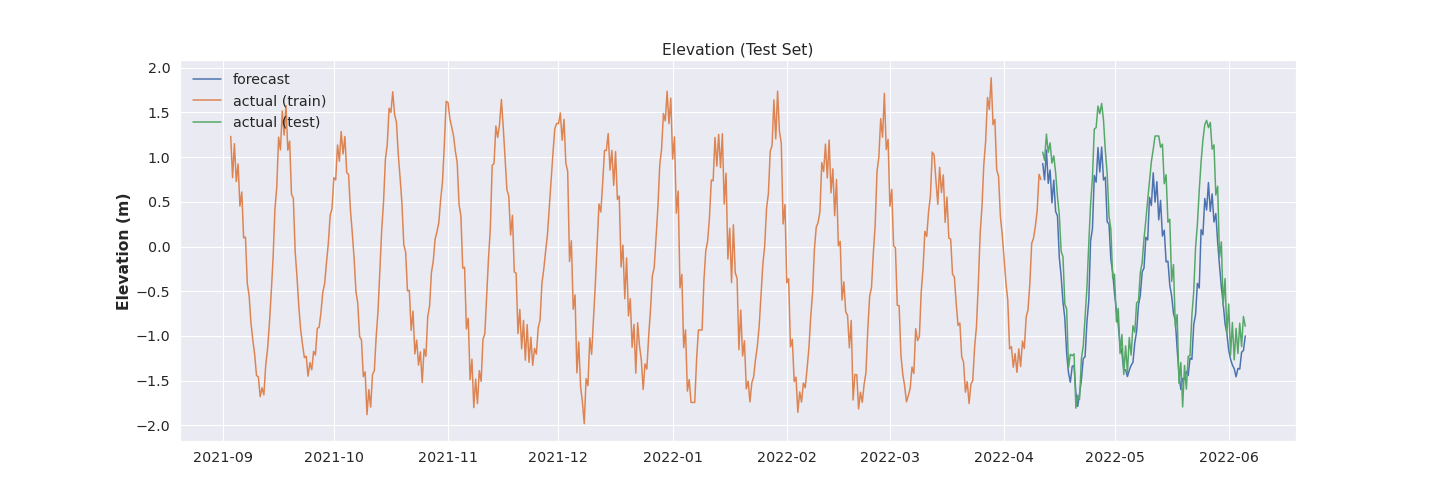 Elevation (Test Set)
forecast
actual (train)
actual (test)
Elevation (m)
2.0
1.5
1.0
0.5
0.0
−0.5
−1.0
−1.5
−2.0
2021-09 2021-10 2021-11 2021-12 2022-01 2022-02 2022-03 2022-04 2022-05 2022-06